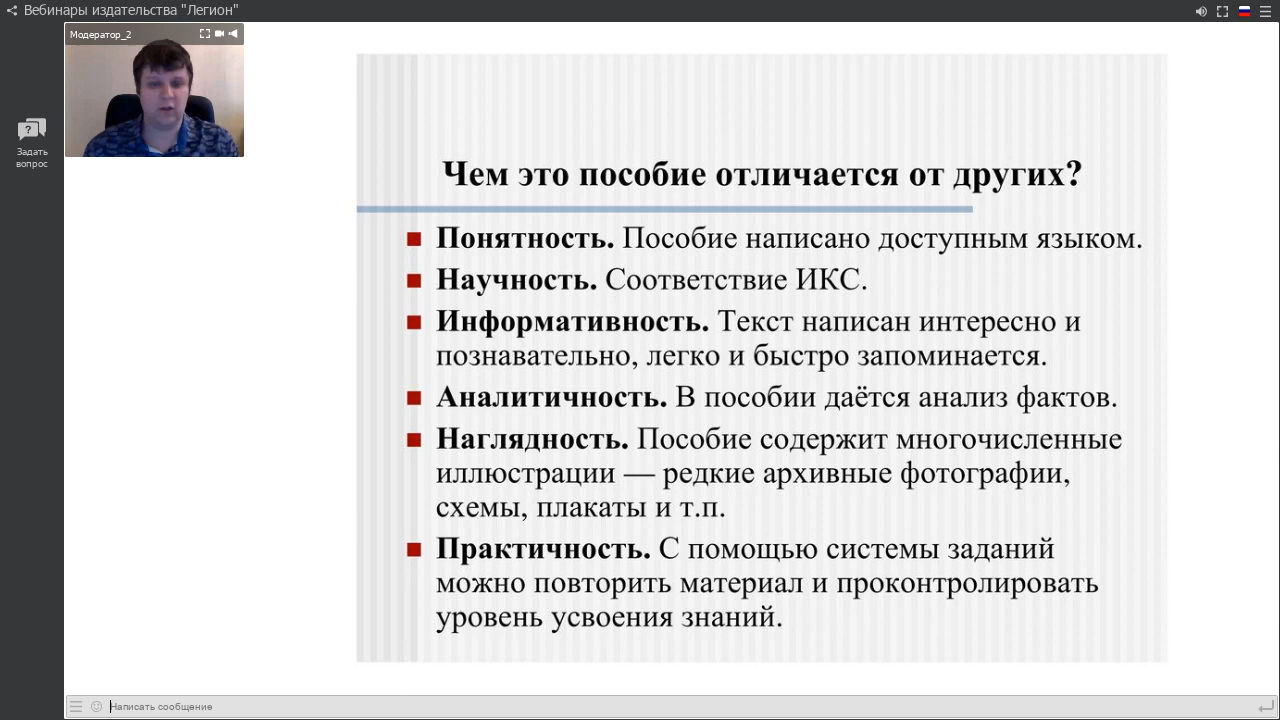 Вебинары издательства "Легион"
Модератор_2
Задать
вопрос
Чем это пособие отличается от других?
Понятность. Пособие написано доступным языком.
Научность. Соответствие ИКС.
Информативность. Текст написан интересно и
познавательно, легко и быстро запоминается.
Аналитичность. В пособии даётся анализ фактов.
Наглядность. Пособие содержит многочисленные
иллюстрации — редкие архивные фотографии,
схемы, плакаты и т.п.
Практичность. С помощью системы заданий
можно повторить материал и проконтролировать
уровень усвоения знаний.
Написать сообщение